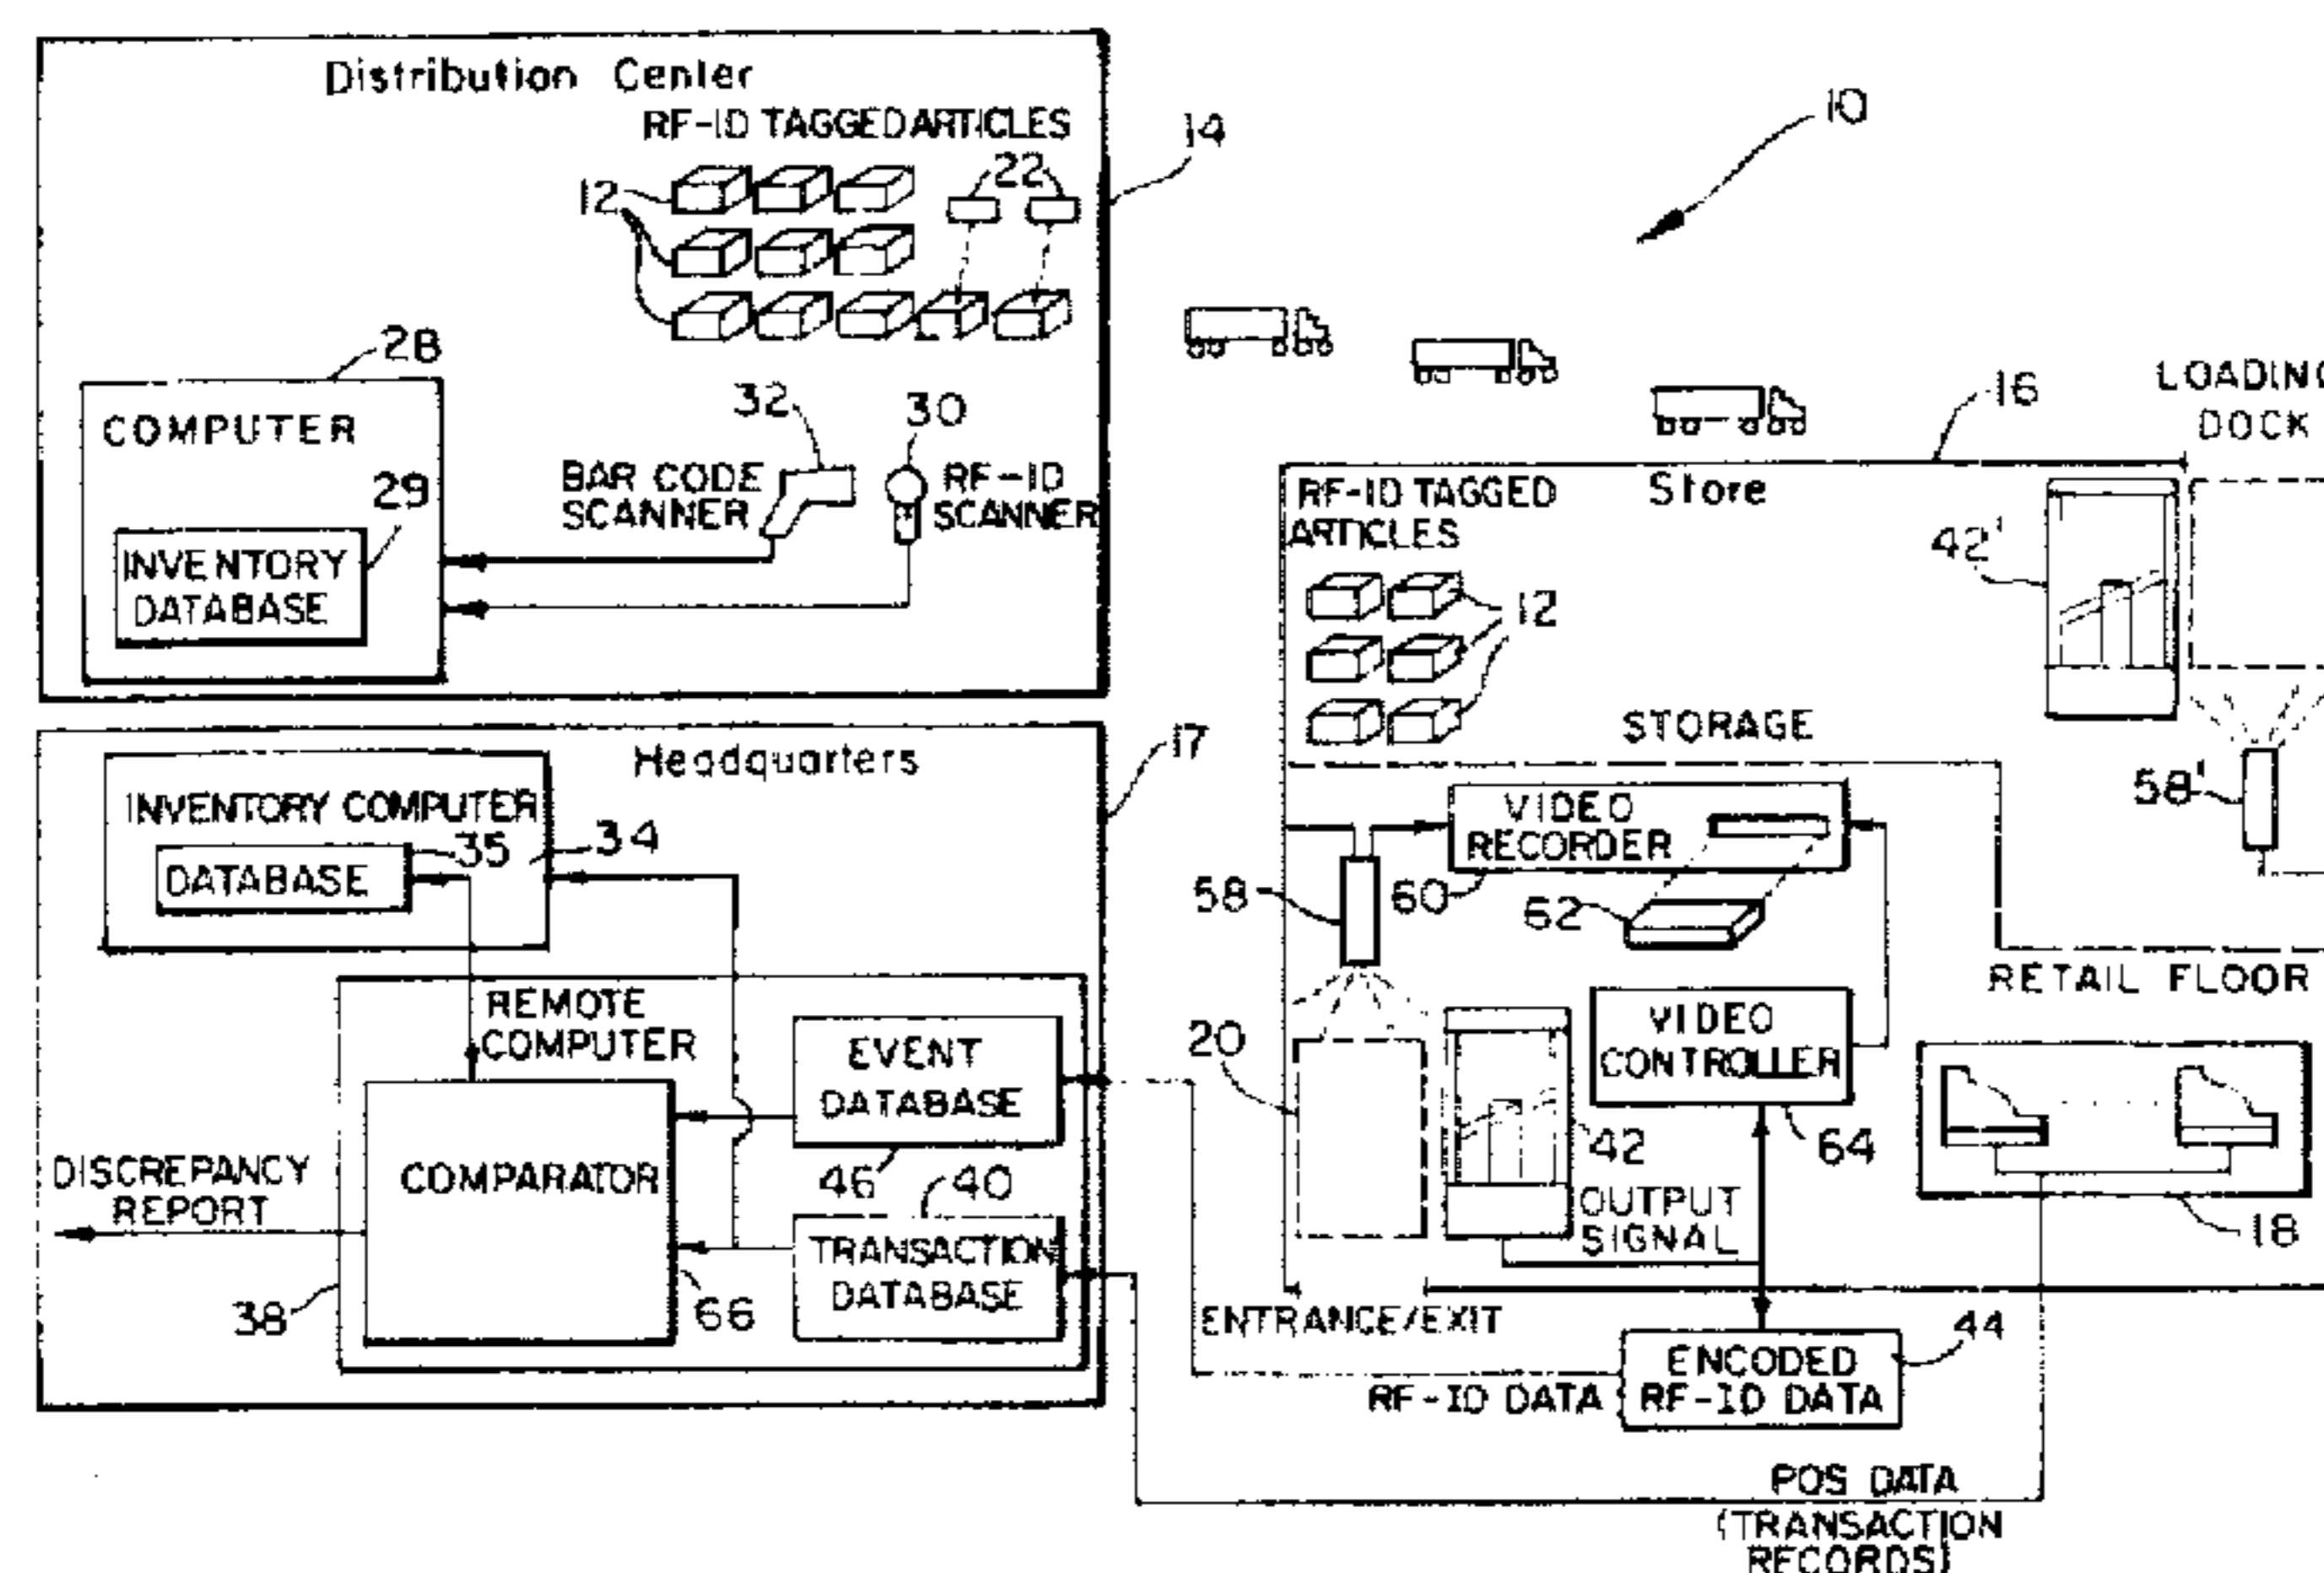 Distribution Center
RF-ID TAGGED ARTICLES
22
12
14
10
28
COMPUTER
29
INVENTORY
DATABASE
32
30
BAR CODE
SCANNER
RF-ID
SCANNER
16
LOADING
DOCK
RF-ID TAGGED
ARTICLES
Store
42'
12
STORAGE
58'
Headquarters
17
INVENTORY COMPUTER
35
34
DATABASE
VIDEO
RECORDER
58
60
62
RETAIL FLOOR
REMOTE
COMPUTER
EVENT
DATABASE
46
COMPARATOR
40
TRANSACTION
DATABASE
DISCREPANCY
REPORT
38
66
20
VIDEO
CONTROLLER
64
42
OUTPUT
SIGNAL
18
ENTRANCE/EXIT
44
ENCODED
RF-ID DATA
RF-ID DATA
POS DATA
(TRANSACTION
RECORDS)